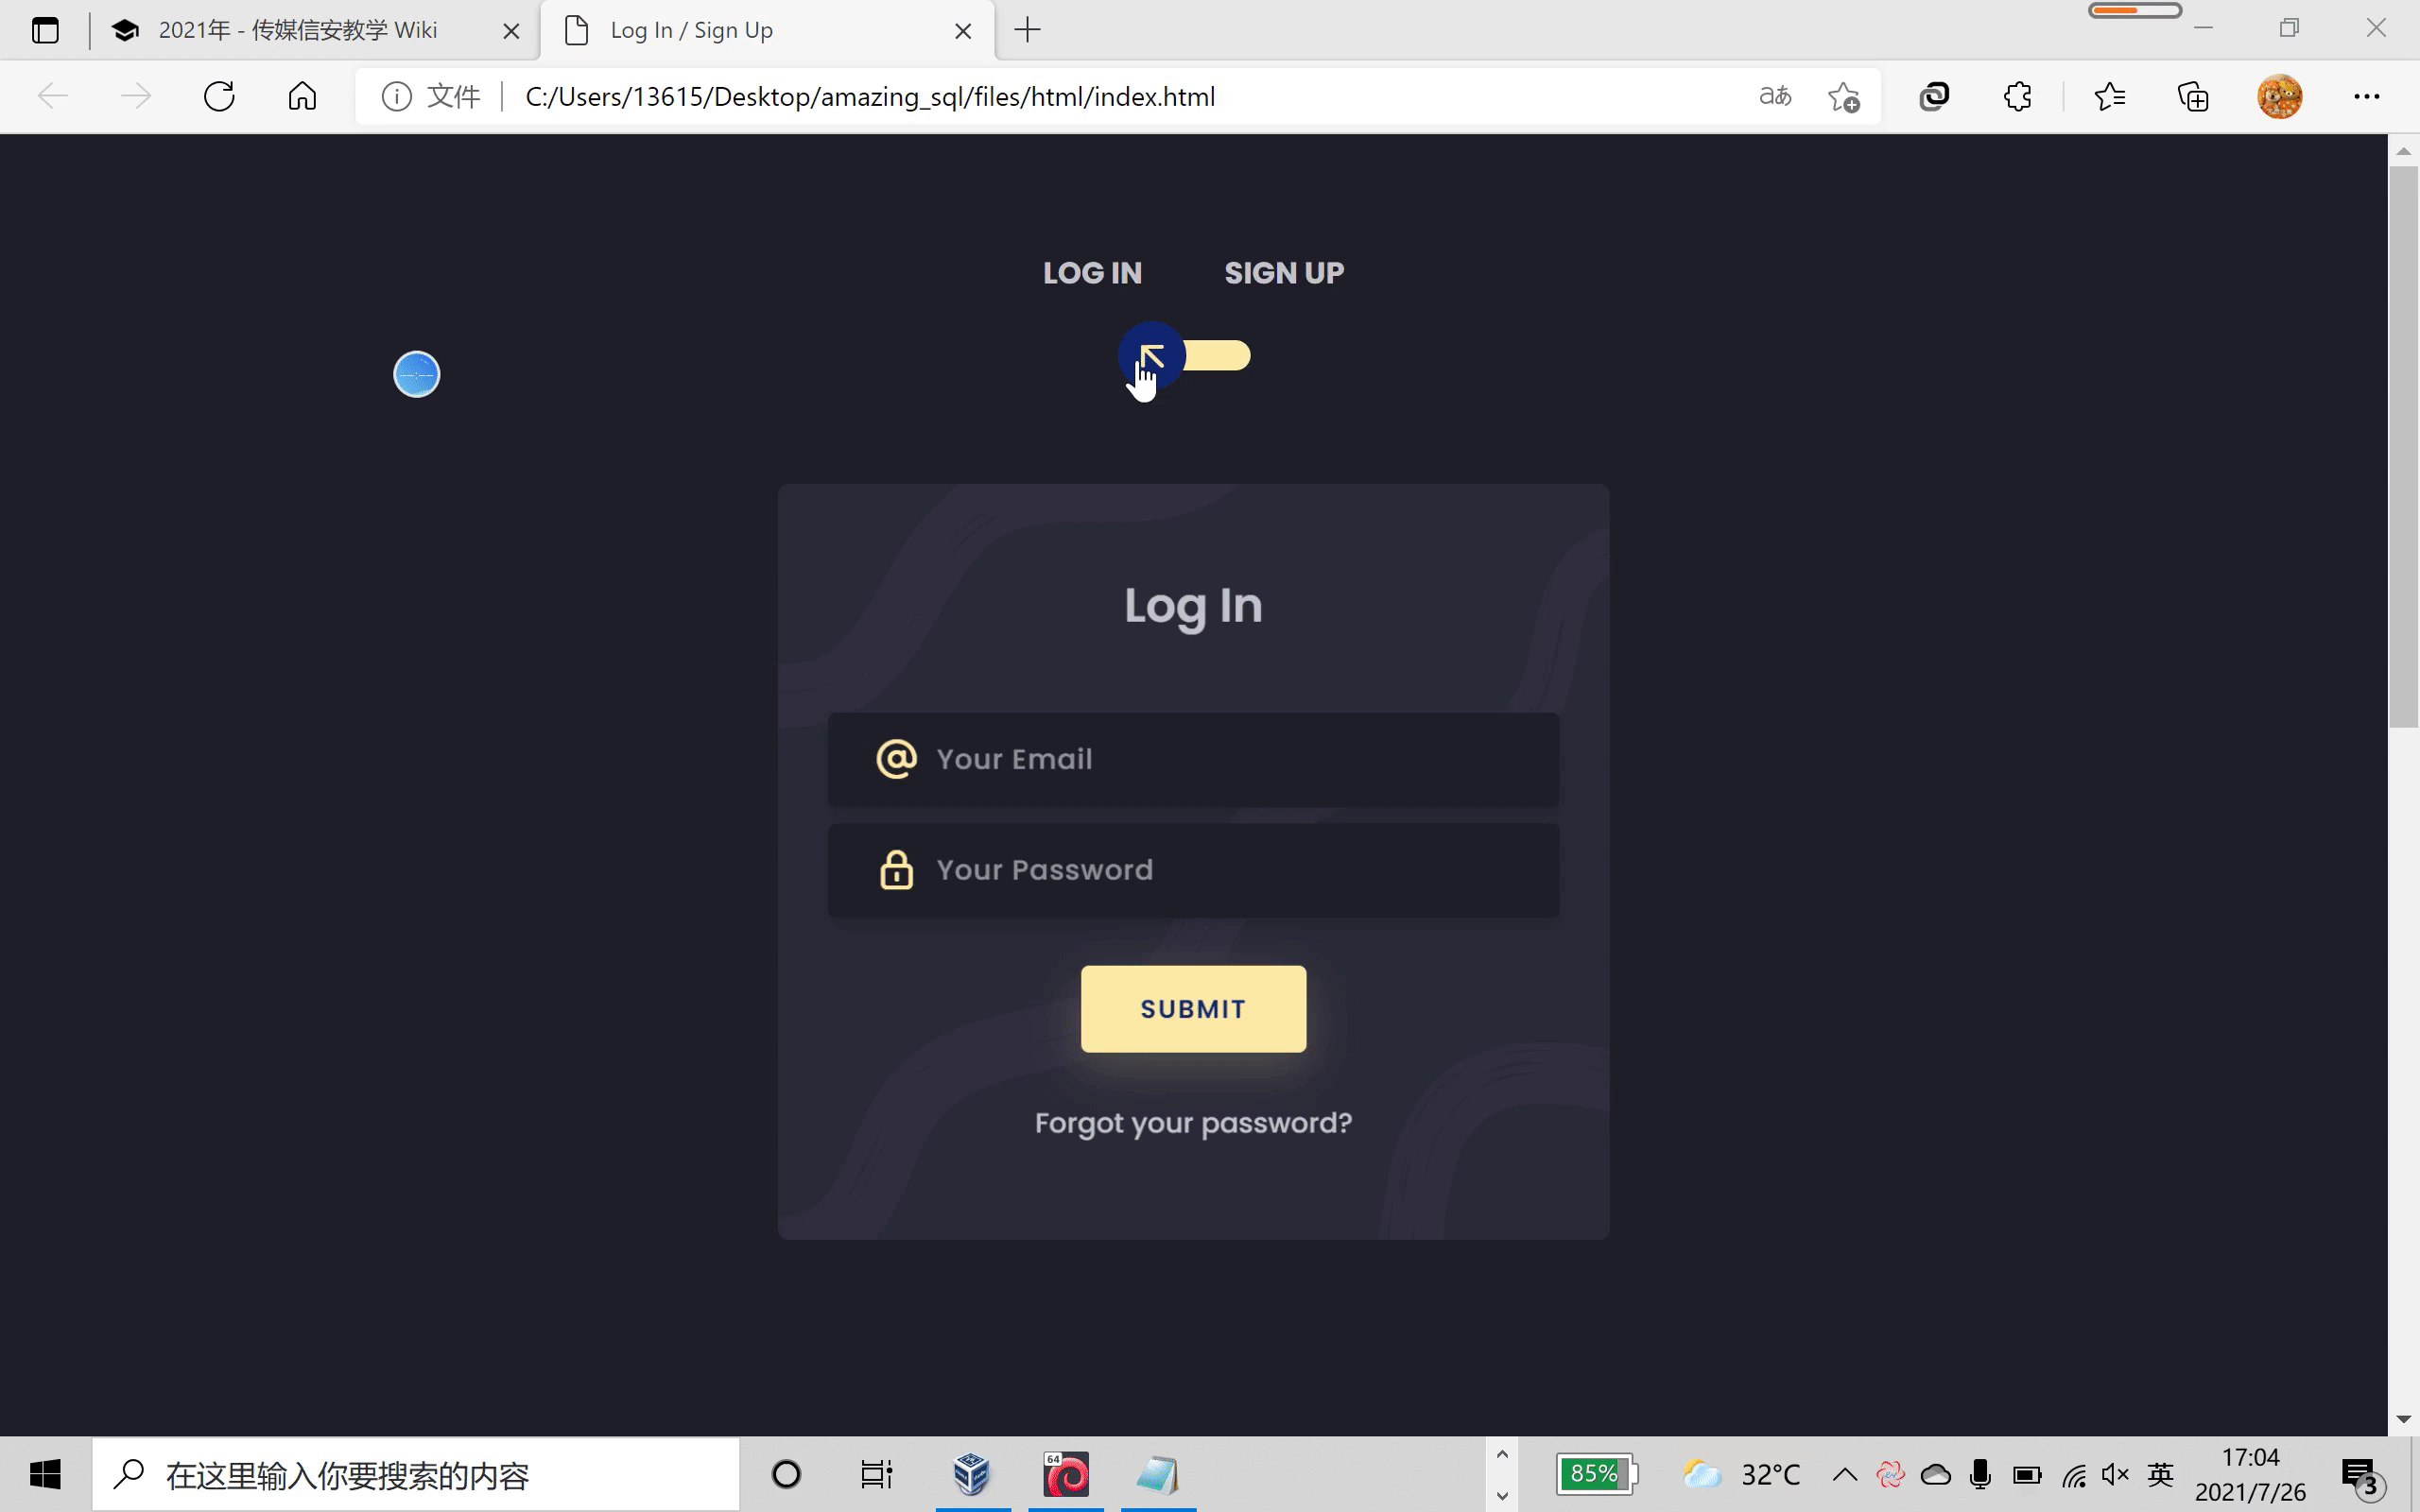 2021年 - 传媒信安教学 Wiki
Log In / Sign Up
文件
C:/Users/13615/Desktop/amazing_sql/files/html/index.html
aあ
LOG IN
SIGN UP
--:--
Log In
@ Your Email
Your Password
SUBMIT
Forgot your password?
在这里输入你要搜索的内容
64
85%
32°C
英
17:04
2021/7/26
3